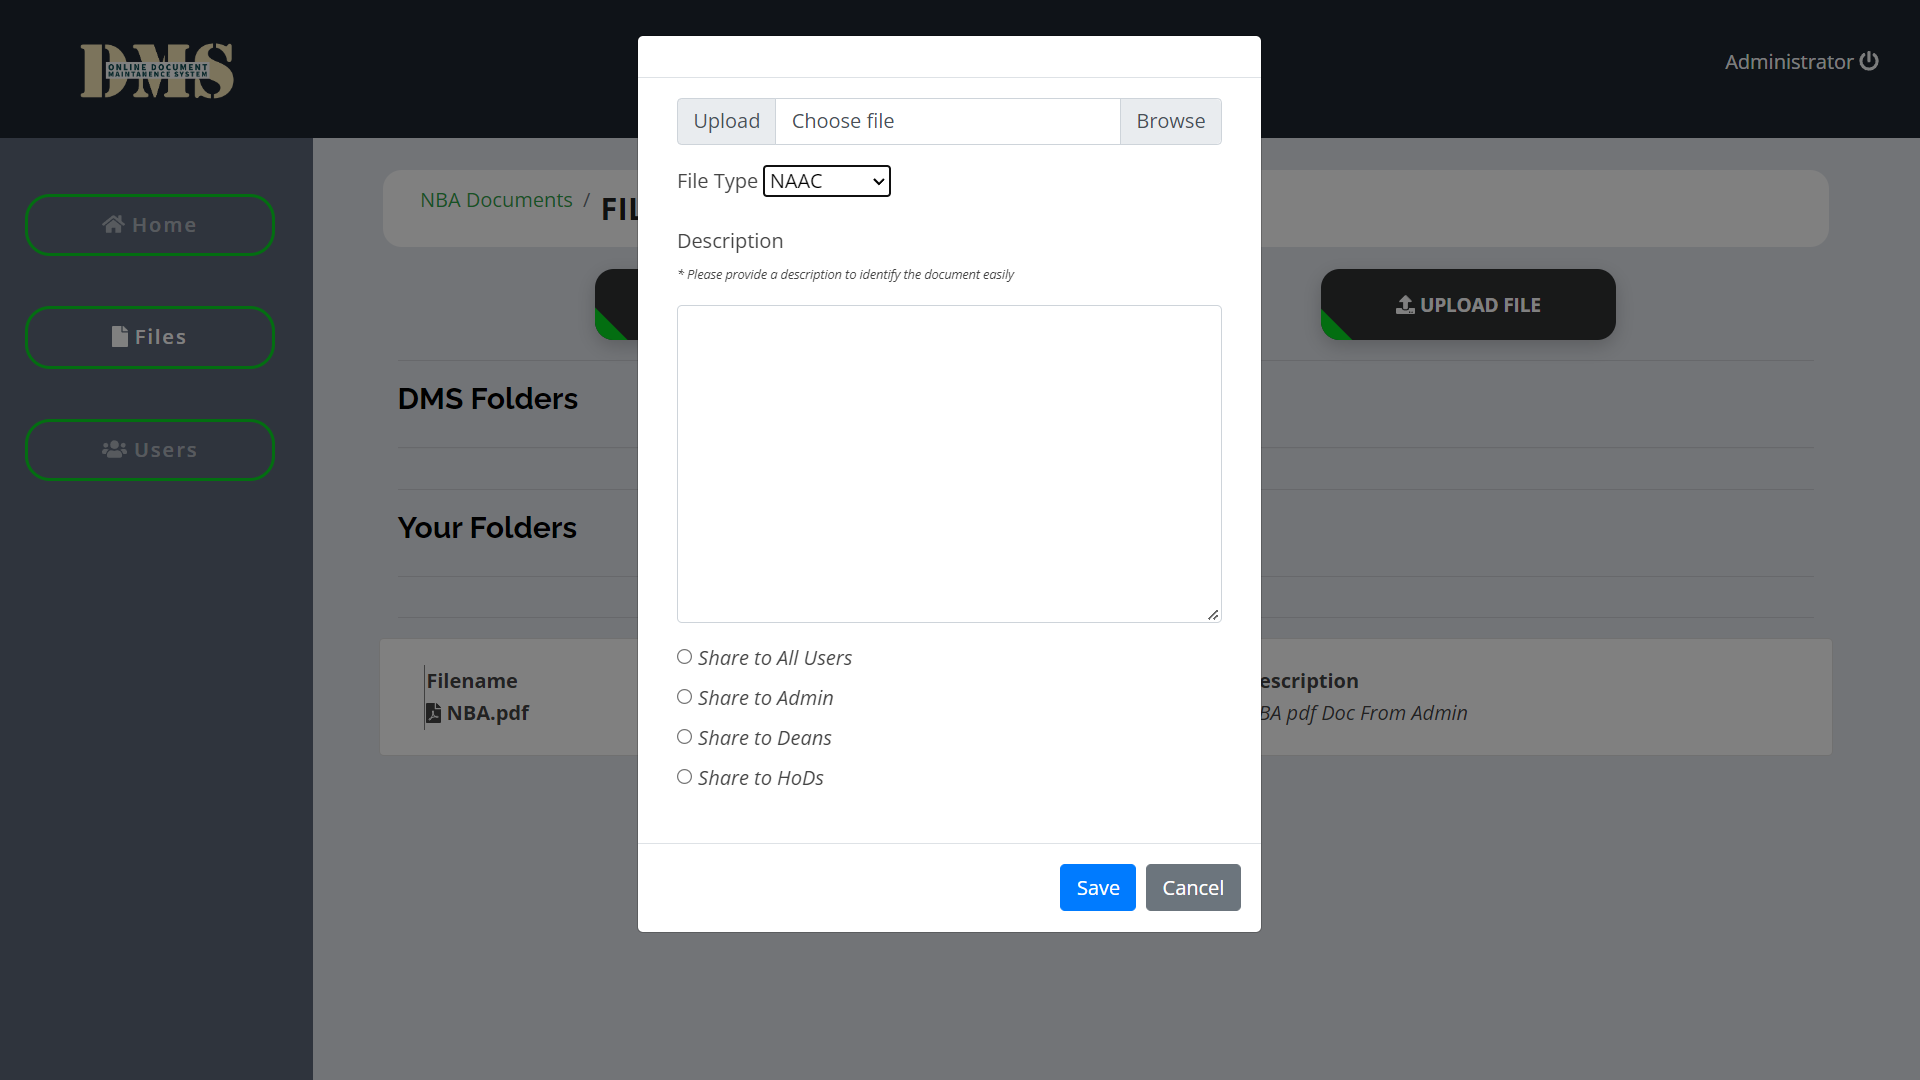 DMS
ONLINE DOCUMENT
MAINTANENCE SYSTEM
Administrator
Home
Files
Users
NBA Documents / FIL
UPLOAD FILE
DMS Folders
Your Folders
Filename
NBA.pdf
escription
BA pdf Doc From Admin
Upload Choose file Browse
File Type NAAC
Description
* Please provide a description to identify the document easily
Share to All Users
Share to Admin
Share to Deans
Share to HoDs
Save Cancel